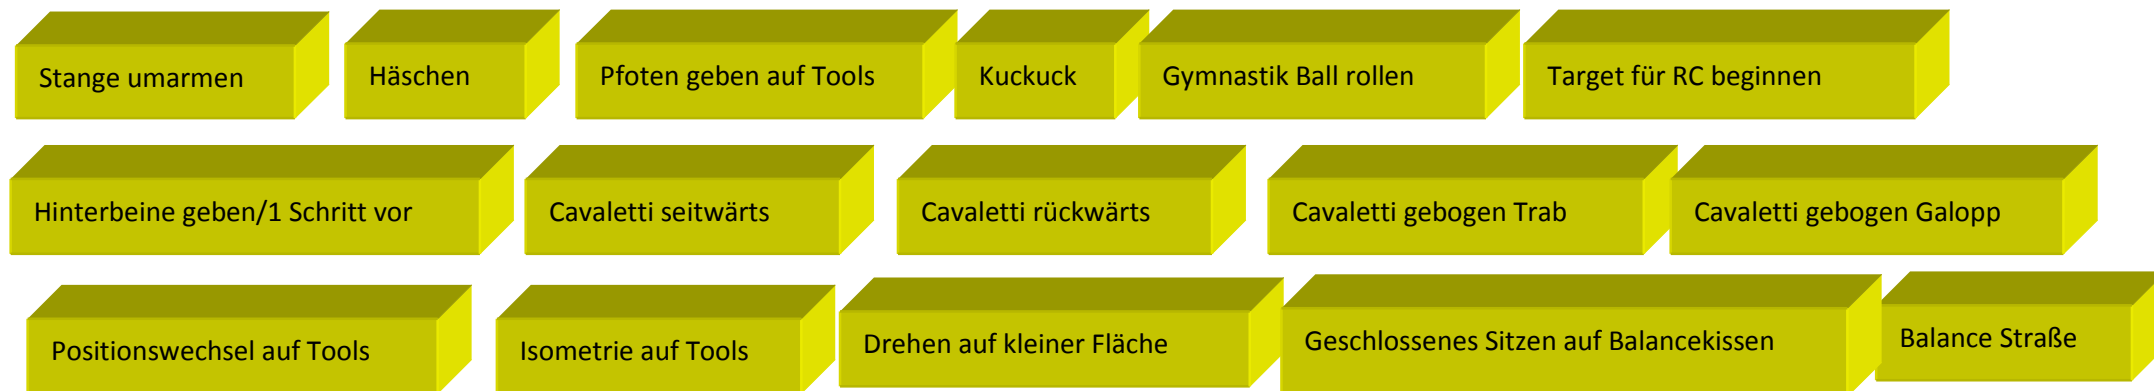 Stange umarmen
Häschen
Pfoten geben auf Tools
Kuckuck
Gymnastik Ball rollen
Target für RC beginnen
Hinterbeine geben/1 Schritt vor
Cavaletti seitwärts
Cavaletti rückwärts
Cavaletti gebogen Trab
Cavaletti gebogen Galopp
Positionswechsel auf Tools
Isometrie auf Tools
Drehen auf kleiner Fläche
Geschlossenes Sitzen auf Balancekissen
Balance Straße